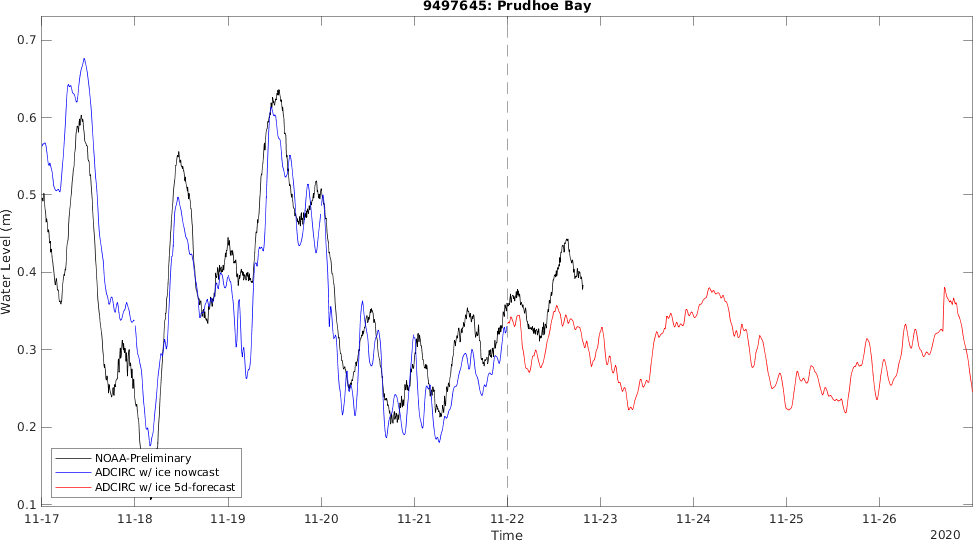 9497645: Prudhoe Bay
0.7
0.6
0.5
0.4
0.3
0.2
0.1
Water Level (m)
NOAA-Preliminary
ADCIRC w/ ice nowcast
ADCIRC w/ ice 5d-forecast
11-17 11-18 11-19 11-20 11-21 11-22 11-23 11-24 11-25 11-26
Time
2020